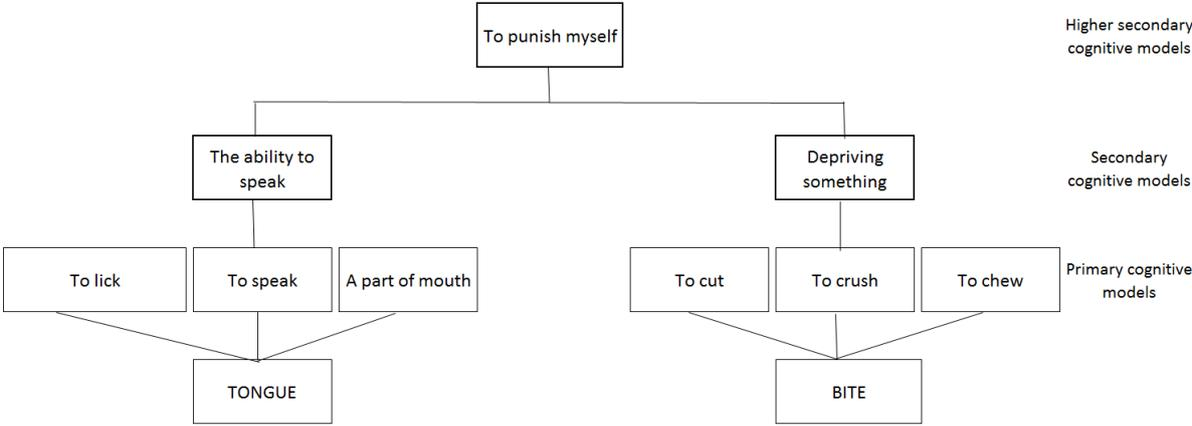 To punish myself
Higher secondary
cognitive models
The ability to
speak
Depriving
something
Secondary
cognitive models
To lick
To speak
A part of mouth
To cut
To crush
To chew
Primary cognitive
models
TONGUE
BITE